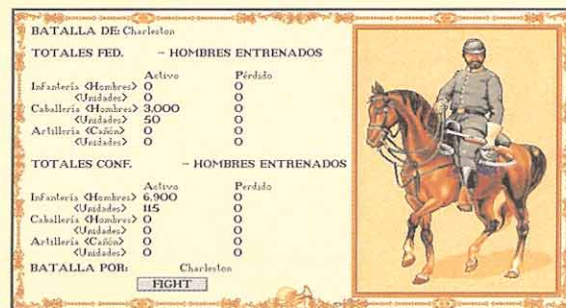 BATALLA DE: Charleston
TOTALES FED. - HOMBRES ENTRENADOS
Activo Pérdido
Infantería <Hombres> 0 0
<Unidades> 0 0
Caballería <Hombres> 3.000 0
<Unidades> 50 0
Artillería <Cañón> 0 0
<Unidades> 0 0
TOTALES CONF. - HOMBRES ENTRENADOS
Activo Perdido
Infantería <Hombres> 6.900 0
<Unidades> 115 0
Caballería <Hombres> 0 0
<Unidades> 0 0
Artillería <Cañón> 0 0
<Unidades> 0 0
BATALLA POR: Charleston
FIGHT